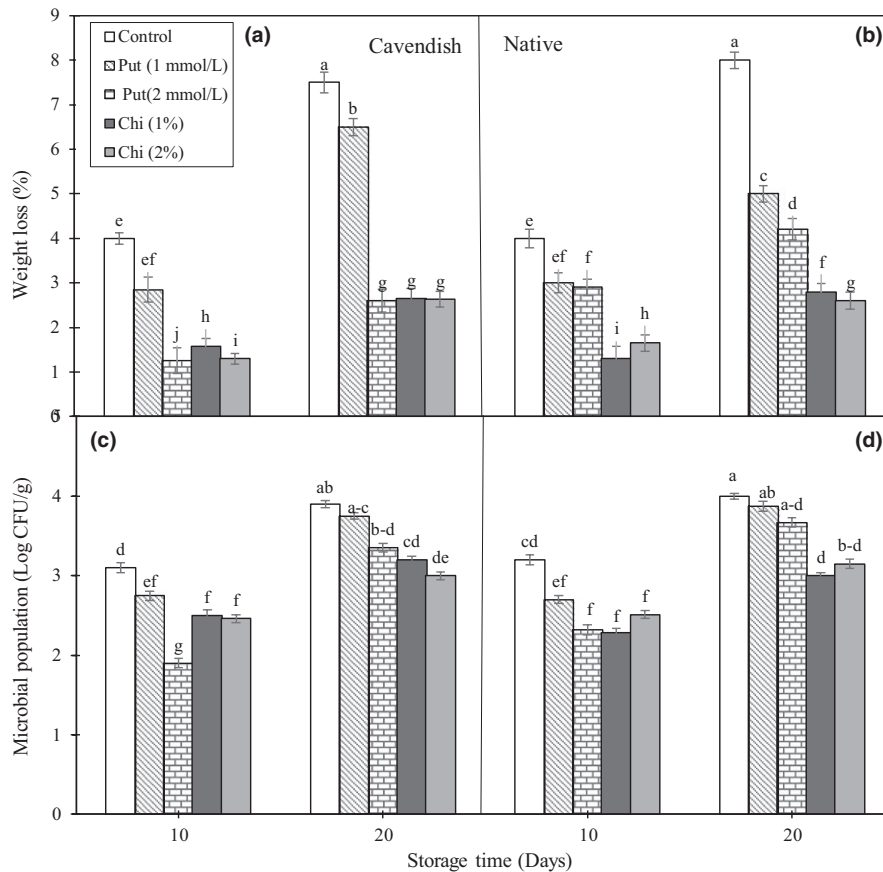 9
8
7
6
5
4
3
2
1
0
Weight loss (%)
Control
Put (1 mmol/L)
Put(2 mmol/L)
Chi (1%)
Chi (2%)
(a)
Cavendish
e
ef
j
h
i
a
b
g
g
g
Native
(b)
e
ef
f
i
h
a
c
d
f
g
5
4
3
2
1
0
Microbial population (Log CFU/g)
(c)
d
ef
g
f
f
ab
a-c
b-d
cd
de
(d)
cd
ef
f
f
f
a
ab
a-d
d
b-d
10
20
10
20
Storage time (Days)